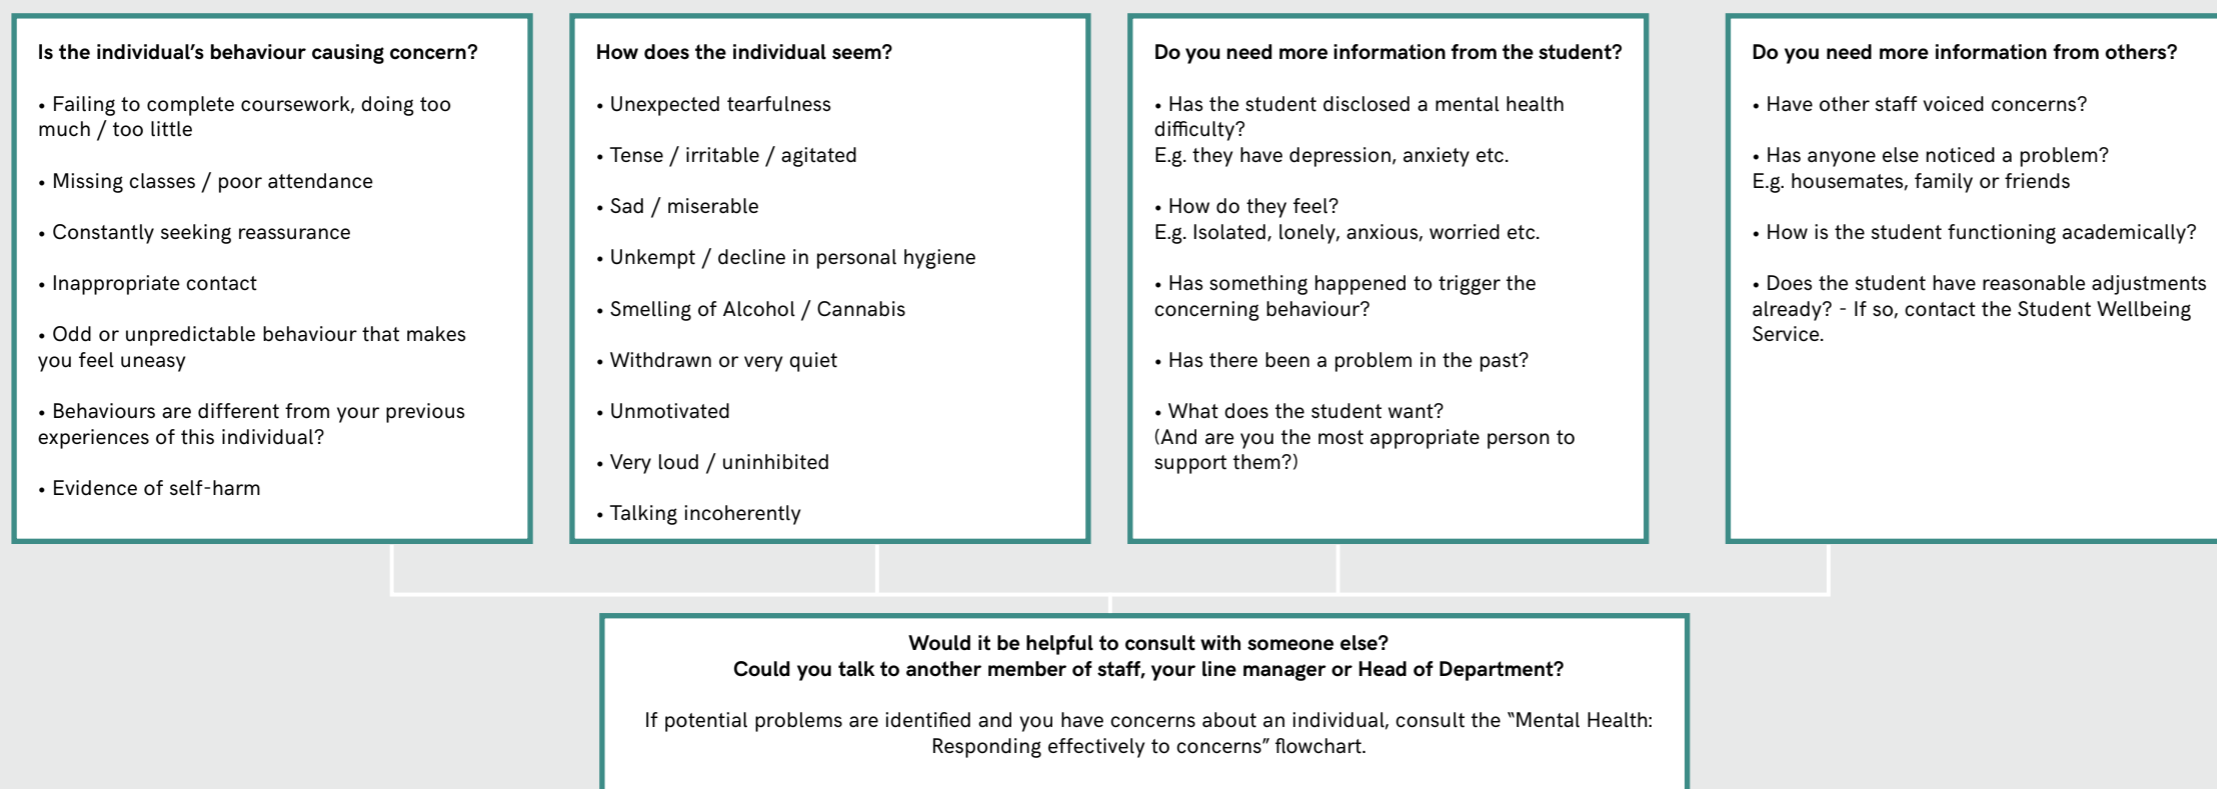 Is the individual’s behaviour causing concern?
• Failing to complete coursework, doing too
much / too little
• Missing classes / poor attendance
• Constantly seeking reassurance
• Inappropriate contact
• Odd or unpredictable behaviour that makes
you feel uneasy
• Behaviours are different from your previous
experiences of this individual?
• Evidence of self-harm
How does the individual seem?
• Unexpected tearfulness
• Tense / irritable / agitated
• Sad / miserable
• Unkempt / decline in personal hygiene
• Smelling of Alcohol / Cannabis
• Withdrawn or very quiet
• Unmotivated
• Very loud / uninhibited
• Talking incoherently
Do you need more information from the student?
• Has the student disclosed a mental health
difficulty?
E.g. they have depression, anxiety etc.
• How do they feel?
E.g. Isolated, lonely, anxious, worried etc.
• Has something happened to trigger the
concerning behaviour?
• Has there been a problem in the past?
• What does the student want?
(And are you the most appropriate person to
support them?)
Do you need more information from others?
• Have other staff voiced concerns?
• Has anyone else noticed a problem?
E.g. housemates, family or friends
• How is the student functioning academically?
• Does the student have reasonable adjustments
already? - If so, contact the Student Wellbeing
Service.
Would it be helpful to consult with someone else?
Could you talk to another member of staff, your line manager or Head of Department?
If potential problems are identified and you have concerns about an individual, consult the “Mental Health:
Responding effectively to concerns” flowchart.